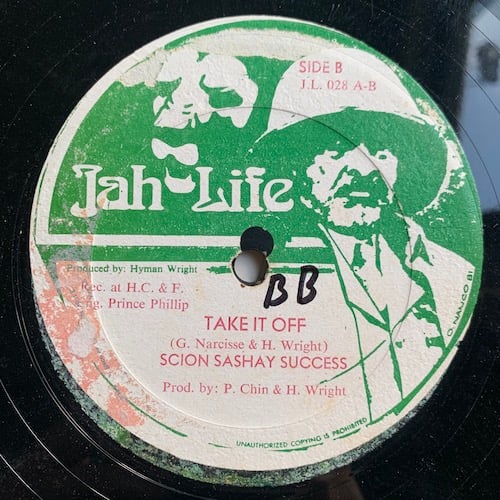 SIDE B
J.L. 028 A-B
Jah Life
Produced by: Hyman Wright
Rec. at H.C. & F.
Eng. Prince Phillip
BB
TAKE IT OFF
(G. Narcisse & H. Wright)
SCION SASHAY SUCCESS
Prod. by: P. Chin & H. Wright
UNAUTHORIZED COPYING IS PROHIBITED